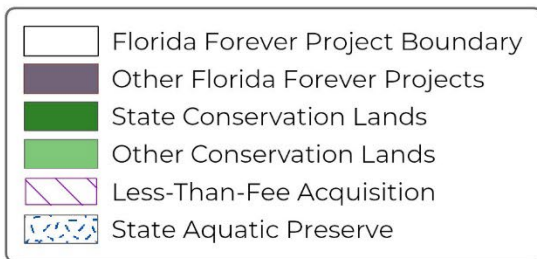 Florida Forever Project Boundary
Other Florida Forever Projects
State Conservation Lands
Other Conservation Lands
Less-Than-Fee Acquisition
State Aquatic Preserve